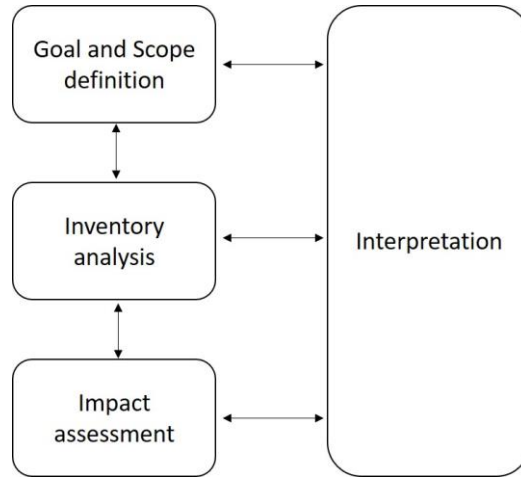 Goal and Scope
definition
Inventory
analysis
Interpretation
Impact
assessment